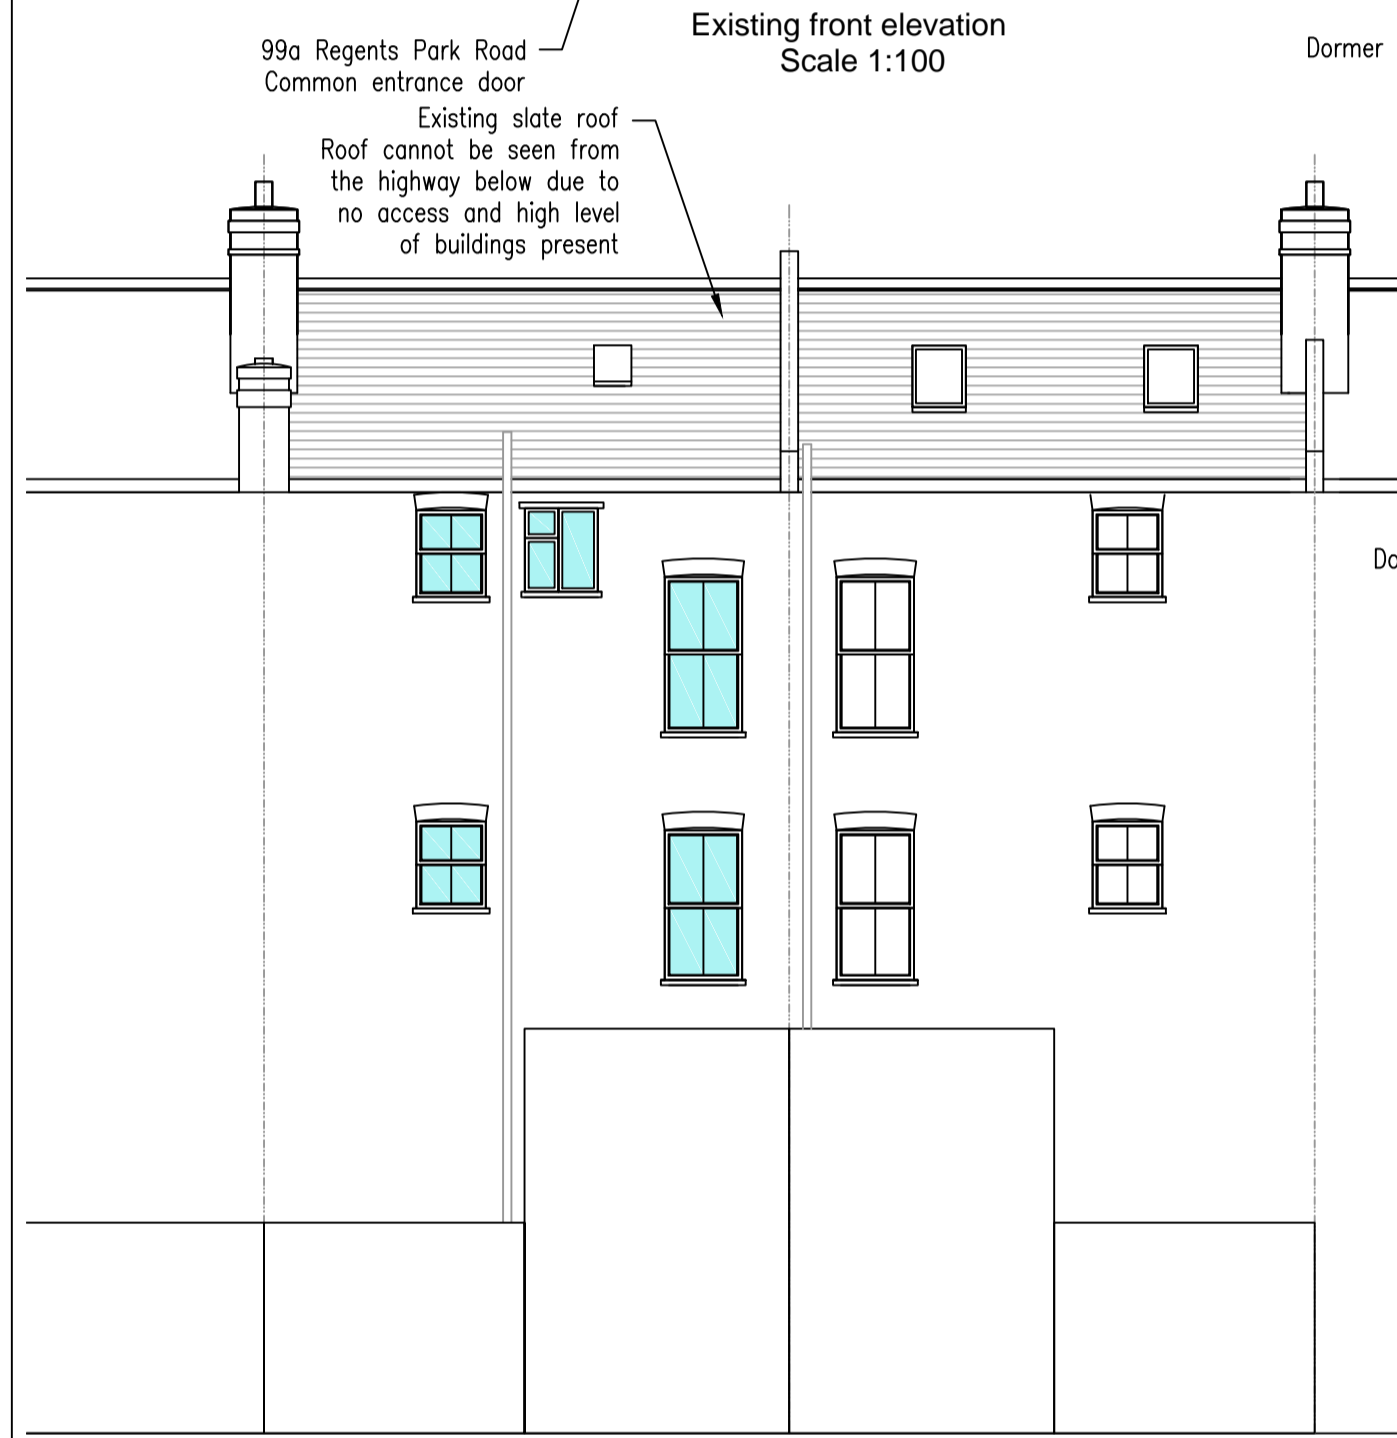 Existing front elevation
Scale 1:100
99a Regents Park Road
Common entrance door
Existing slate roof
Roof cannot be seen from
the highway below due to
no access and high level
of buildings present
Dormer